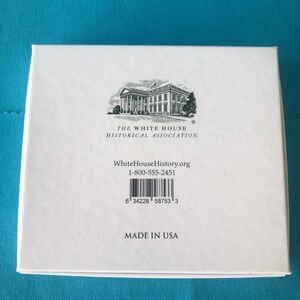 ®
THE WHITE HOUSE
HISTORICAL ASSOCIATION
WhiteHouseHistory.org
1-800-555-2451
6 34228 58753 3
MADE IN USA